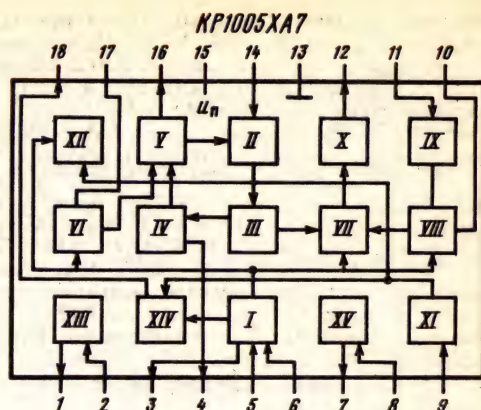 КР1005ХА7
18 17 16 15 14 13 12 11 10
uп
XII V II X IX
VI IV III VII VIII
XIII XIV I XV XI
1 2 3 4 5 6 7 8 9